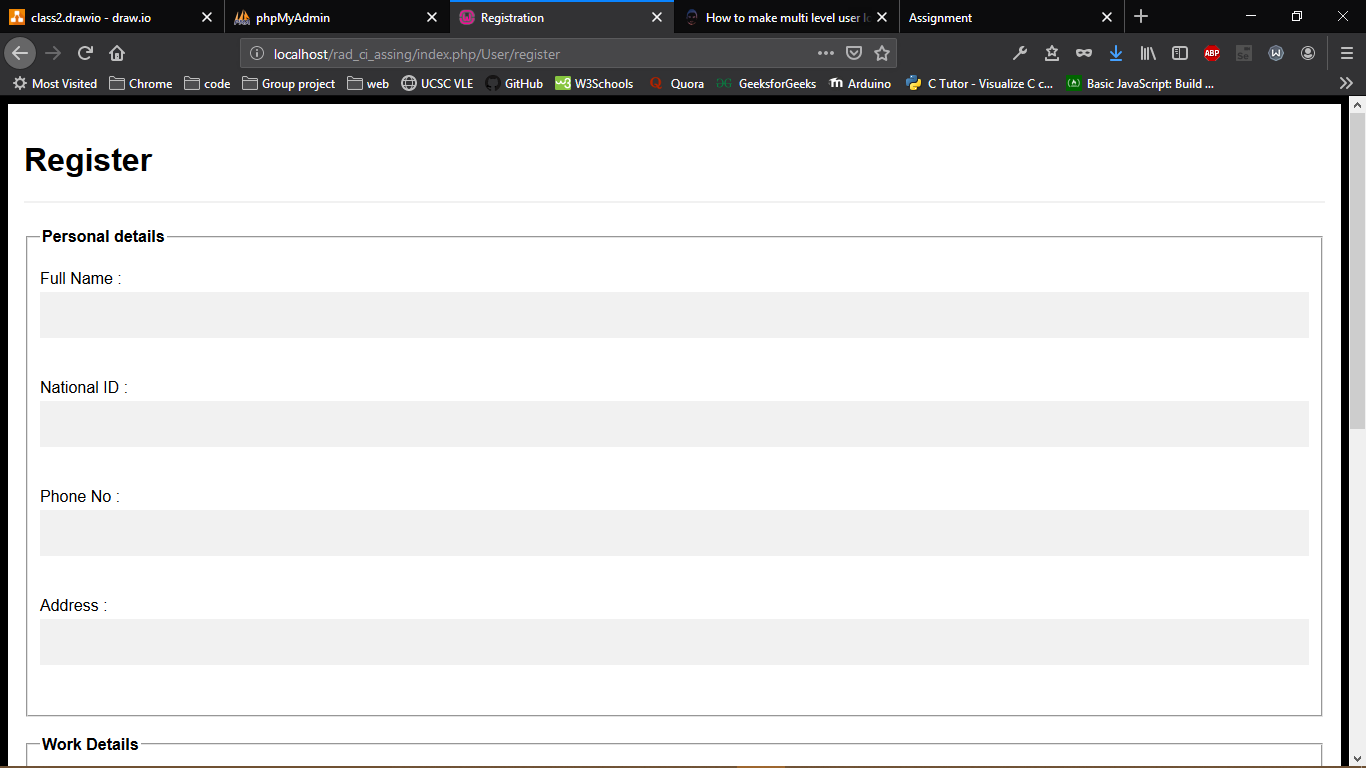 class2.drawio - draw.io
phpMyAdmin
Registration
How to make multi level user
Assignment
localhost/rad_ci_assing/index.php/User/register
ABP
Most Visited
Chrome
code
Group project
web
UCSC VLE
GitHub
W3Schools
Quora
GeeksforGeeks
Arduino
C Tutor - Visualize C c...
Basic JavaScript: Build ...
Register
Personal details
Full Name :
National ID :
Phone No :
Address :
Work Details